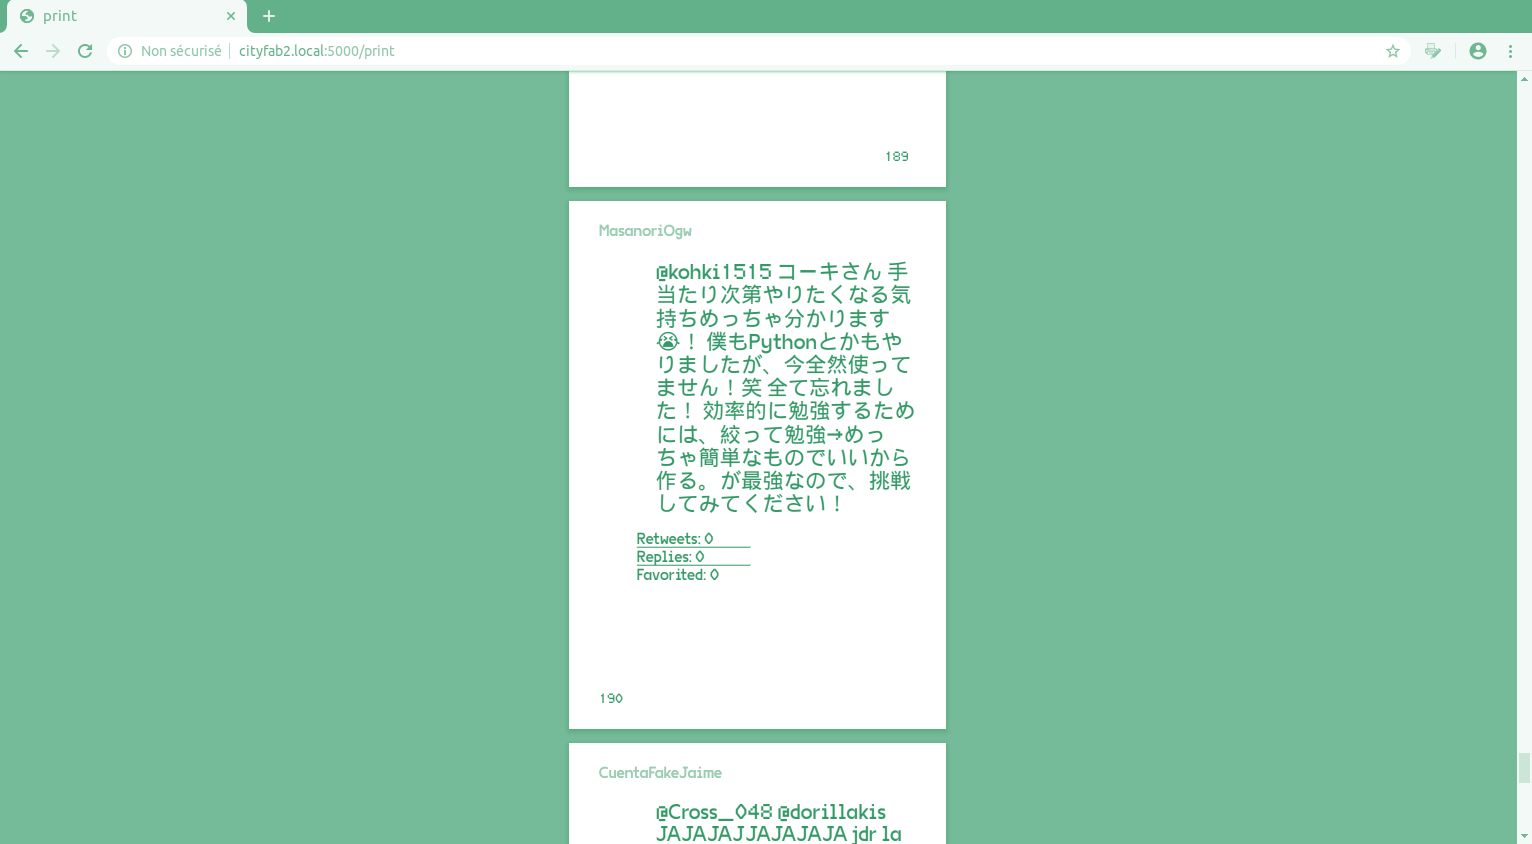 print
Non sécurisé
cityfab2.local:5000/print
189
MasanoriOgw
@kohki1515 コーキさん 手
当たり次第やりたくなる気
持ちめっちゃ分かります
😭！ 僕もPythonとかもや
りましたが、今全然使って
ません！笑 全て忘れまし
た！ 効率的に勉強するため
には、絞って勉強→めっ
ちゃ簡単なものでいいから
作る。が最強なので、挑戦
してみてください！
Retweets: 0
Replies: 0
Favorited: 0
190
CuentaFakeJaime
@Cross_048 @dorillakis
JAJAJAJJAJAJAJA jdr la